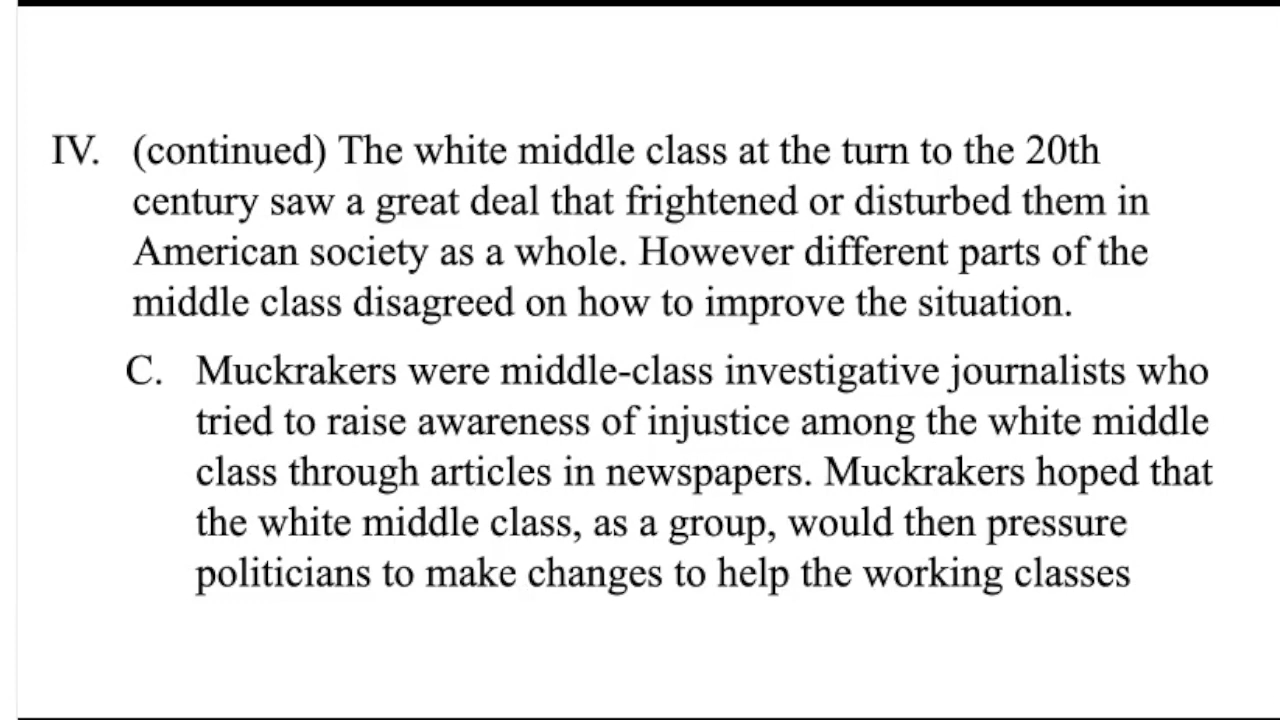 IV. (continued) The white middle class at the turn to the 20th
century saw a great deal that frightened or disturbed them in
American society as a whole. However different parts of the
middle class disagreed on how to improve the situation.
C. Muckrakers were middle-class investigative journalists who
tried to raise awareness of injustice among the white middle
class through articles in newspapers. Muckrakers hoped that
the white middle class, as a group, would then pressure
politicians to make changes to help the working classes